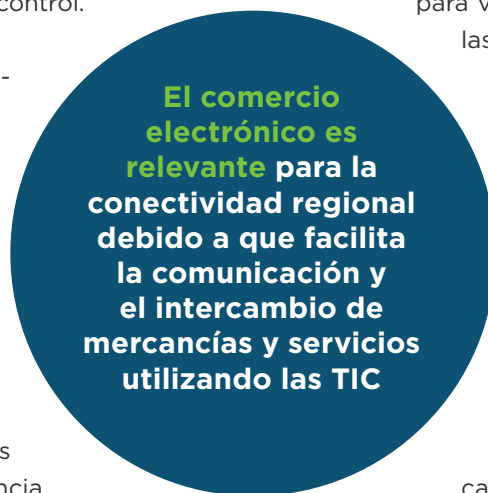 control.
para
las
-
El comercio
electrónico es
relevante para la
conectividad regional
debido a que facilita
la comunicación y
el intercambio de
mercancías y servicios
utilizando las TIC
s
ncia
ca